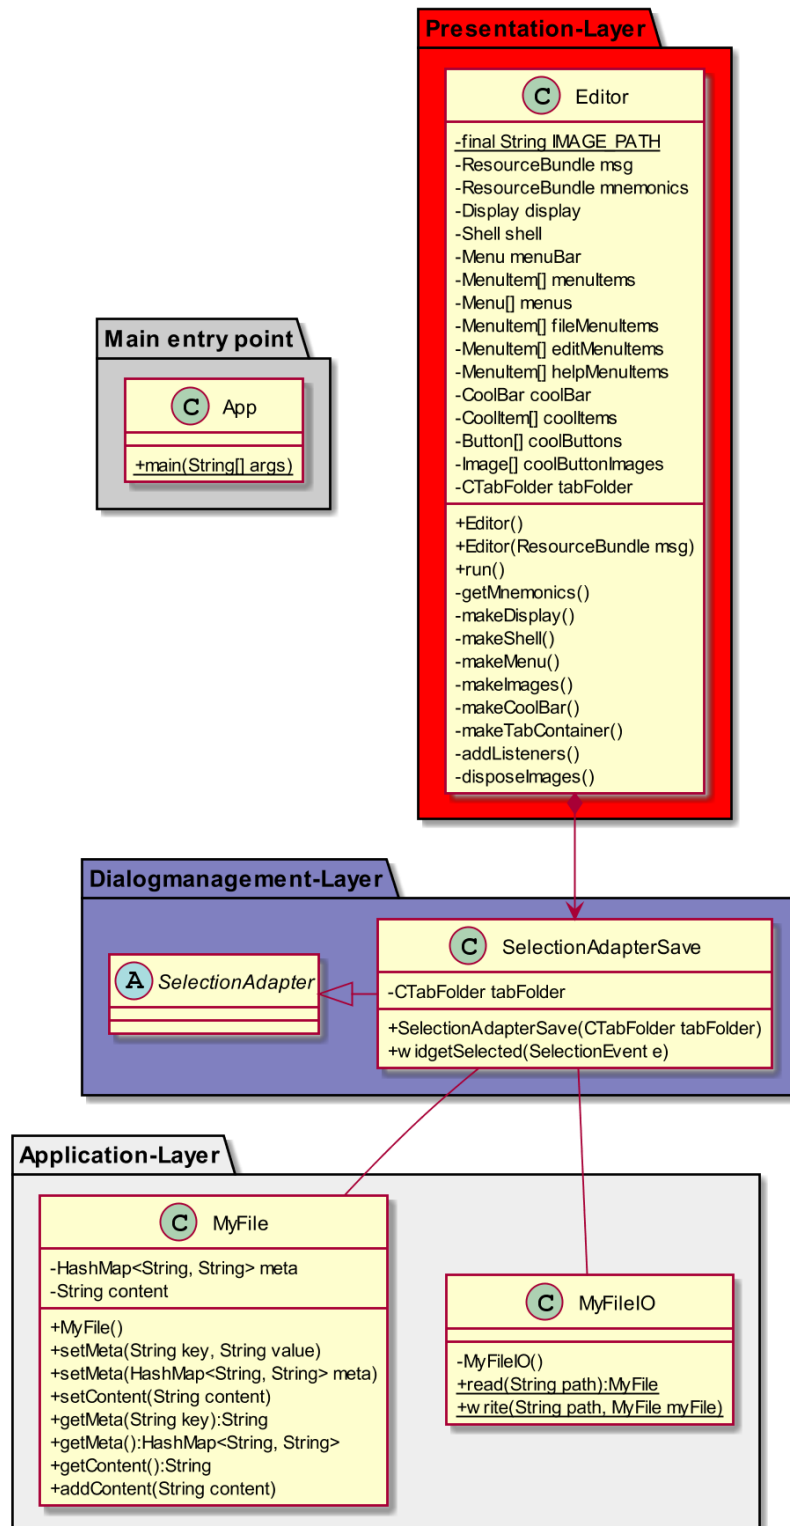 Presentation-Layer
C Editor
-final String IMAGE_PATH
-ResourceBundle msg
-ResourceBundle mnemonics
-Display display
-Shell shell
-Menu menuBar
-MenuItem[] menuItems
-Menu[] menus
-MenuItem[] fileMenuItems
-MenuItem[] editMenuItems
-MenuItem[] helpMenuItems
-CoolBar coolBar
-CoolItem[] coolItems
-Button[] coolButtons
-Image[] coolButtonImages
-CTabFolder tabFolder
+Editor()
+Editor(ResourceBundle msg)
+run()
-getMnemonics()
-makeDisplay()
-makeShell()
-makeMenu()
-makeImages()
-makeCoolBar()
-makeTabContainer()
-addListeners()
-disposeImages()
Main entry point
C App
+main(String[] args)
Dialogmanagement-Layer
A SelectionAdapter
C SelectionAdapterSave
-CTabFolder tabFolder
+SelectionAdapterSave(CTabFolder tabFolder)
+widgetSelected(SelectionEvent e)
Application-Layer
C MyFile
-HashMap<String, String> meta
-String content
+MyFile()
+setMeta(String key, String value)
+setMeta(HashMap<String, String> meta)
+setContent(String content)
+getMeta(String key):String
+getMeta():HashMap<String, String>
+getContent():String
+addContent(String content)
C MyFileIO
-MyFileIO()
+read(String path):MyFile
+write(String path, MyFile myFile)